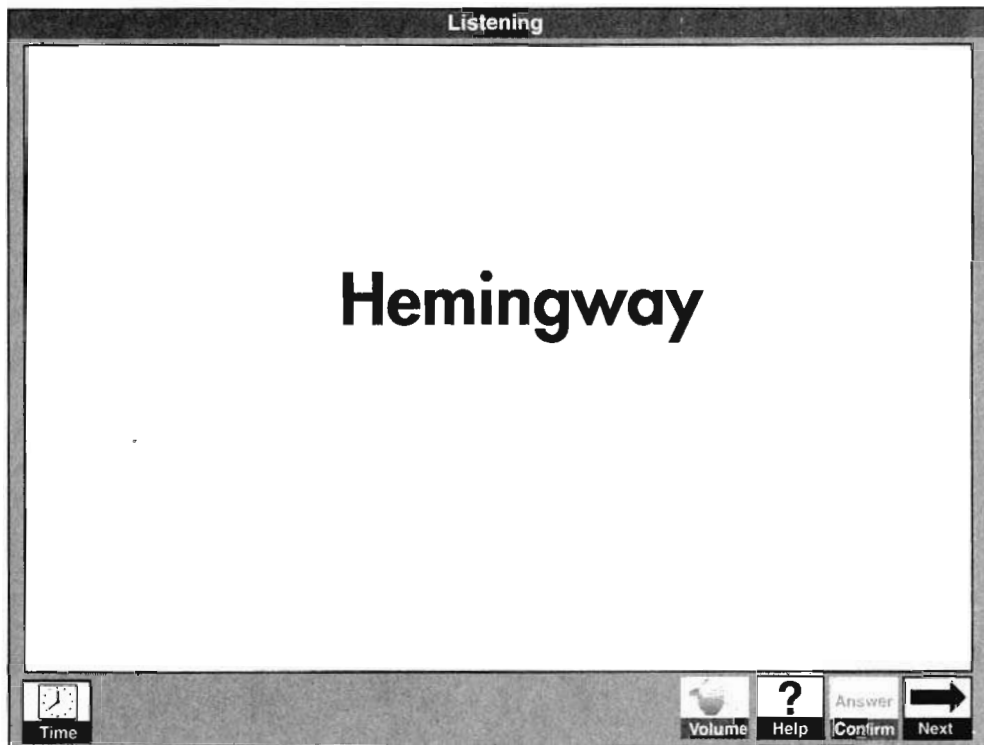 Listening
Hemingway
Time
Volume
?
Help
Answer
Confirm
Next